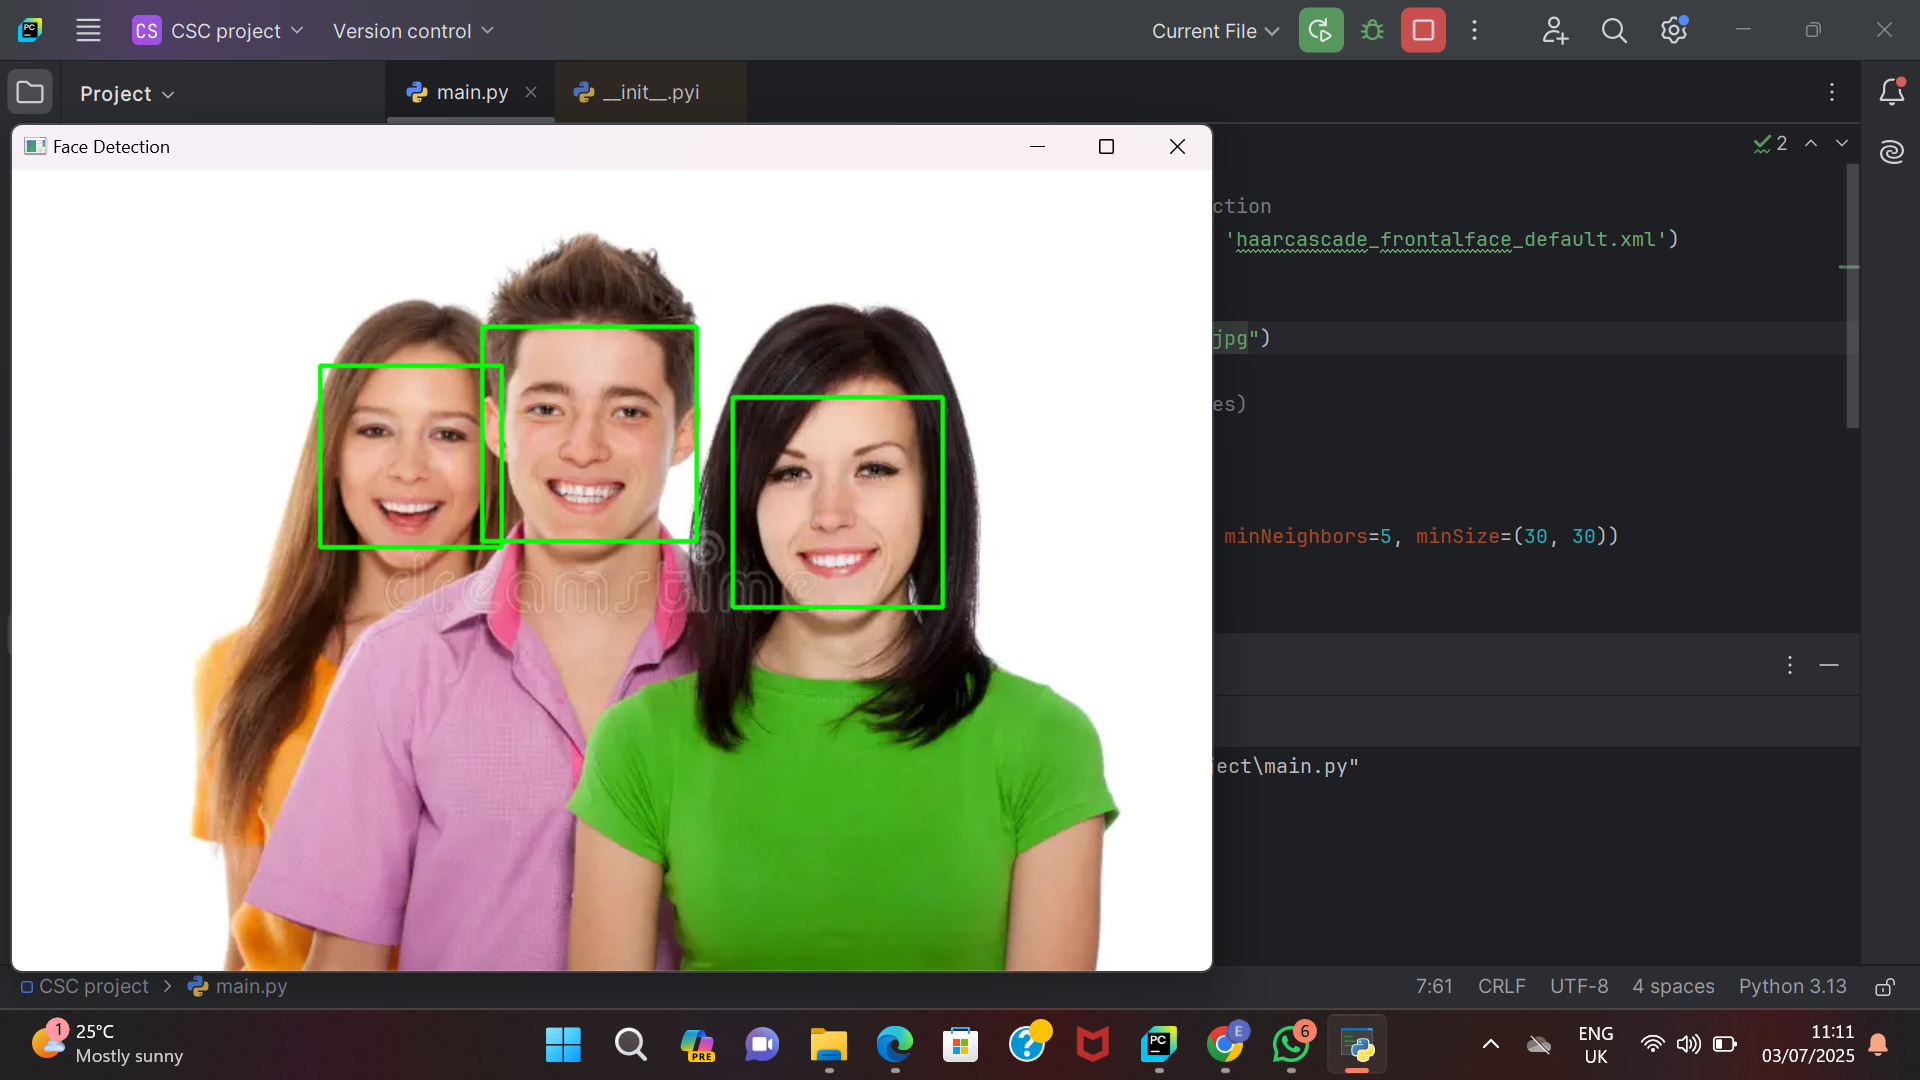 CS CSC project
Version control
Current File
Project
main.py
__init__.pyi
Face Detection
2
ction
'haarcascade_frontalface_default.xml')
jpg")
es)
minNeighbors=5, minSize=(30, 30))
dreamstime
ject\main.py"
CSC project > main.py
7:61 CRLF UTF-8 4 spaces Python 3.13
1
25°C
Mostly sunny
PRE
PC
E
6
ENG
UK
11:11
03/07/2025